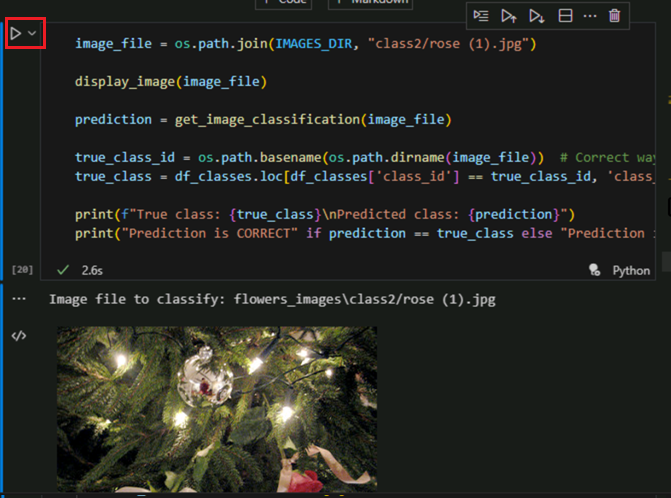 Code
Markdown
image_file = os.path.join(IMAGES_DIR, "class2/rose (1).jpg")
display_image(image_file)
prediction = get_image_classification(image_file)
true_class_id = os.path.basename(os.path.dirname(image_file))  # Correct way
true_class = df_classes.loc[df_classes['class_id'] == true_class_id, 'class_
print(f"True class: {true_class}\nPredicted class: {prediction}")
print("Prediction is CORRECT" if prediction == true_class else "Prediction i
[20]
2.6s
Python
Image file to classify: flowers_images\class2/rose (1).jpg